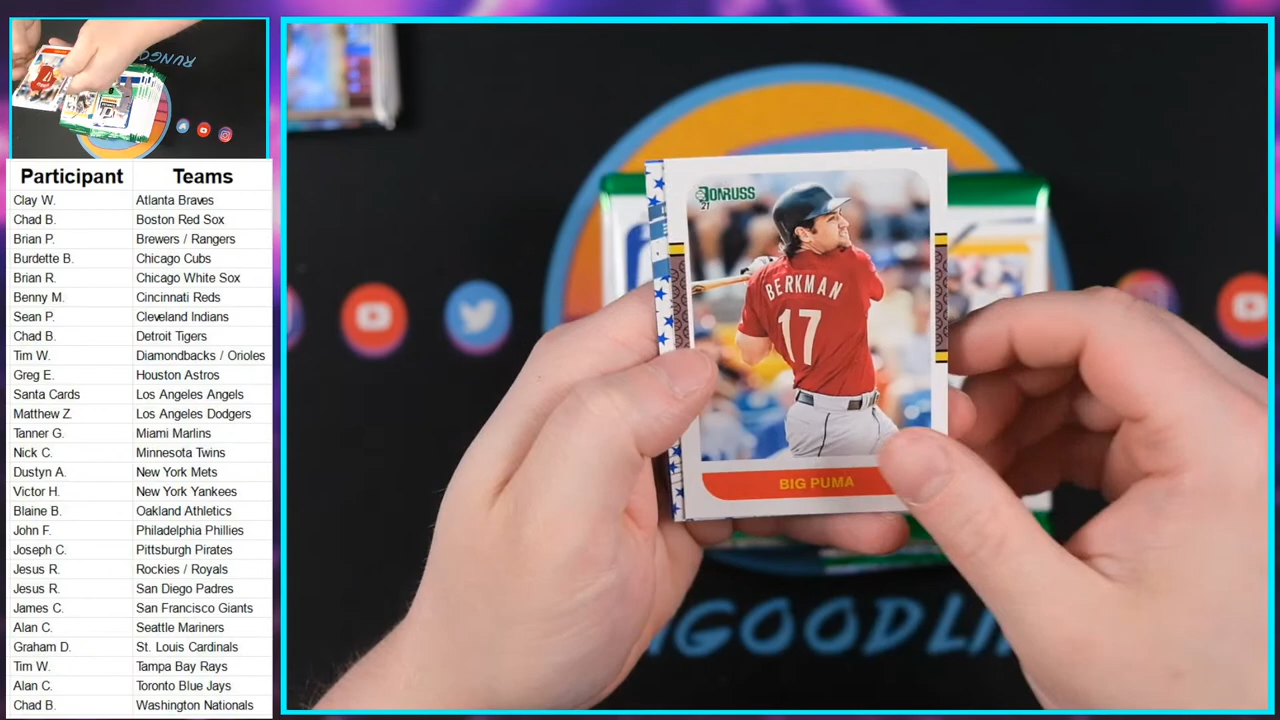 RUNGOODLI
Participant Teams
Clay W. Atlanta Braves
Chad B. Boston Red Sox
Brian P. Brewers / Rangers
Burdette B. Chicago Cubs
Brian R. Chicago White Sox
Benny M. Cincinnati Reds
Sean P. Cleveland Indians
Chad B. Detroit Tigers
Tim W. Diamondbacks / Orioles
Greg E. Houston Astros
Santa Cards Los Angeles Angels
Matthew Z. Los Angeles Dodgers
Tanner G. Miami Marlins
Nick C. Minnesota Twins
Dustyn A. New York Mets
Victor H. New York Yankees
Blaine B. Oakland Athletics
John F. Philadelphia Phillies
Joseph C. Pittsburgh Pirates
Jesus R. Rockies / Royals
Jesus R. San Diego Padres
James C. San Francisco Giants
Alan C. Seattle Mariners
Graham D. St. Louis Cardinals
Tim W. Tampa Bay Rays
Alan C. Toronto Blue Jays
Chad B. Washington Nationals
DONRUSS
21
BERKMAN
17
BIG PUMA
NGOODLI